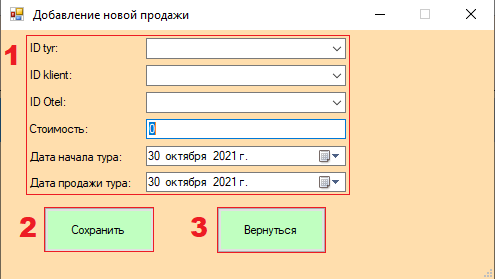 Добавление новой продажи
1
ID tyr:
ID klient:
ID Otel:
Стоимость: 0
Дата начала тура: 30 октября 2021 г.
Дата продажи тура: 30 октября 2021 г.
2 Сохранить 3 Вернуться